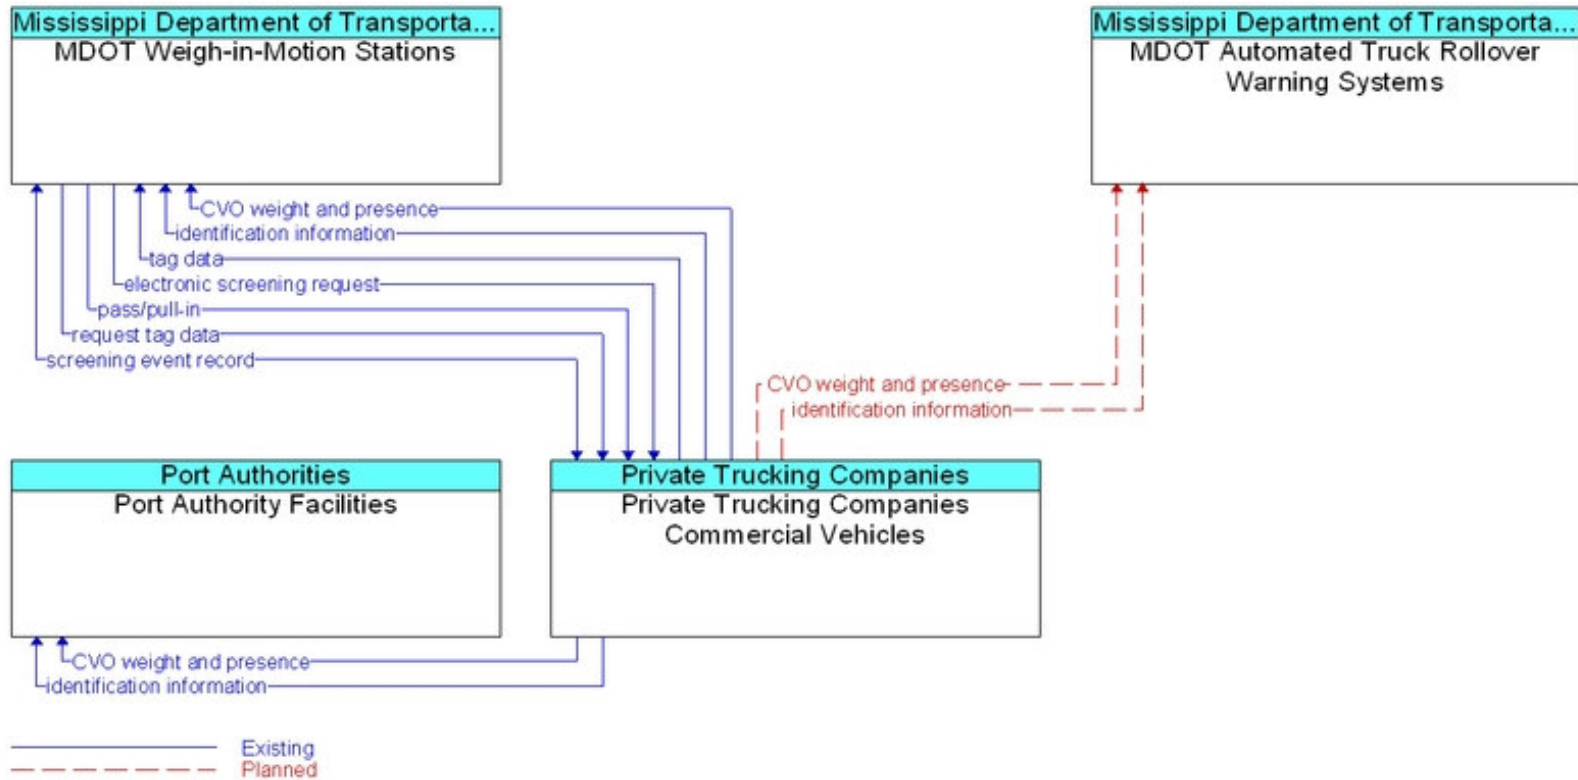 Mississippi Department of Transporta...
MDOT Weigh-in-Motion Stations
Mississippi Department of Transporta...
MDOT Automated Truck Rollover
Warning Systems
CVO weight and presence
identification information
tag data
electronic screening request
pass/pull-in
request tag data
screening event record
CVO weight and presence
identification information
Port Authorities
Port Authority Facilities
Private Trucking Companies
Private Trucking Companies
Commercial Vehicles
CVO weight and presence
identification information
Existing
Planned